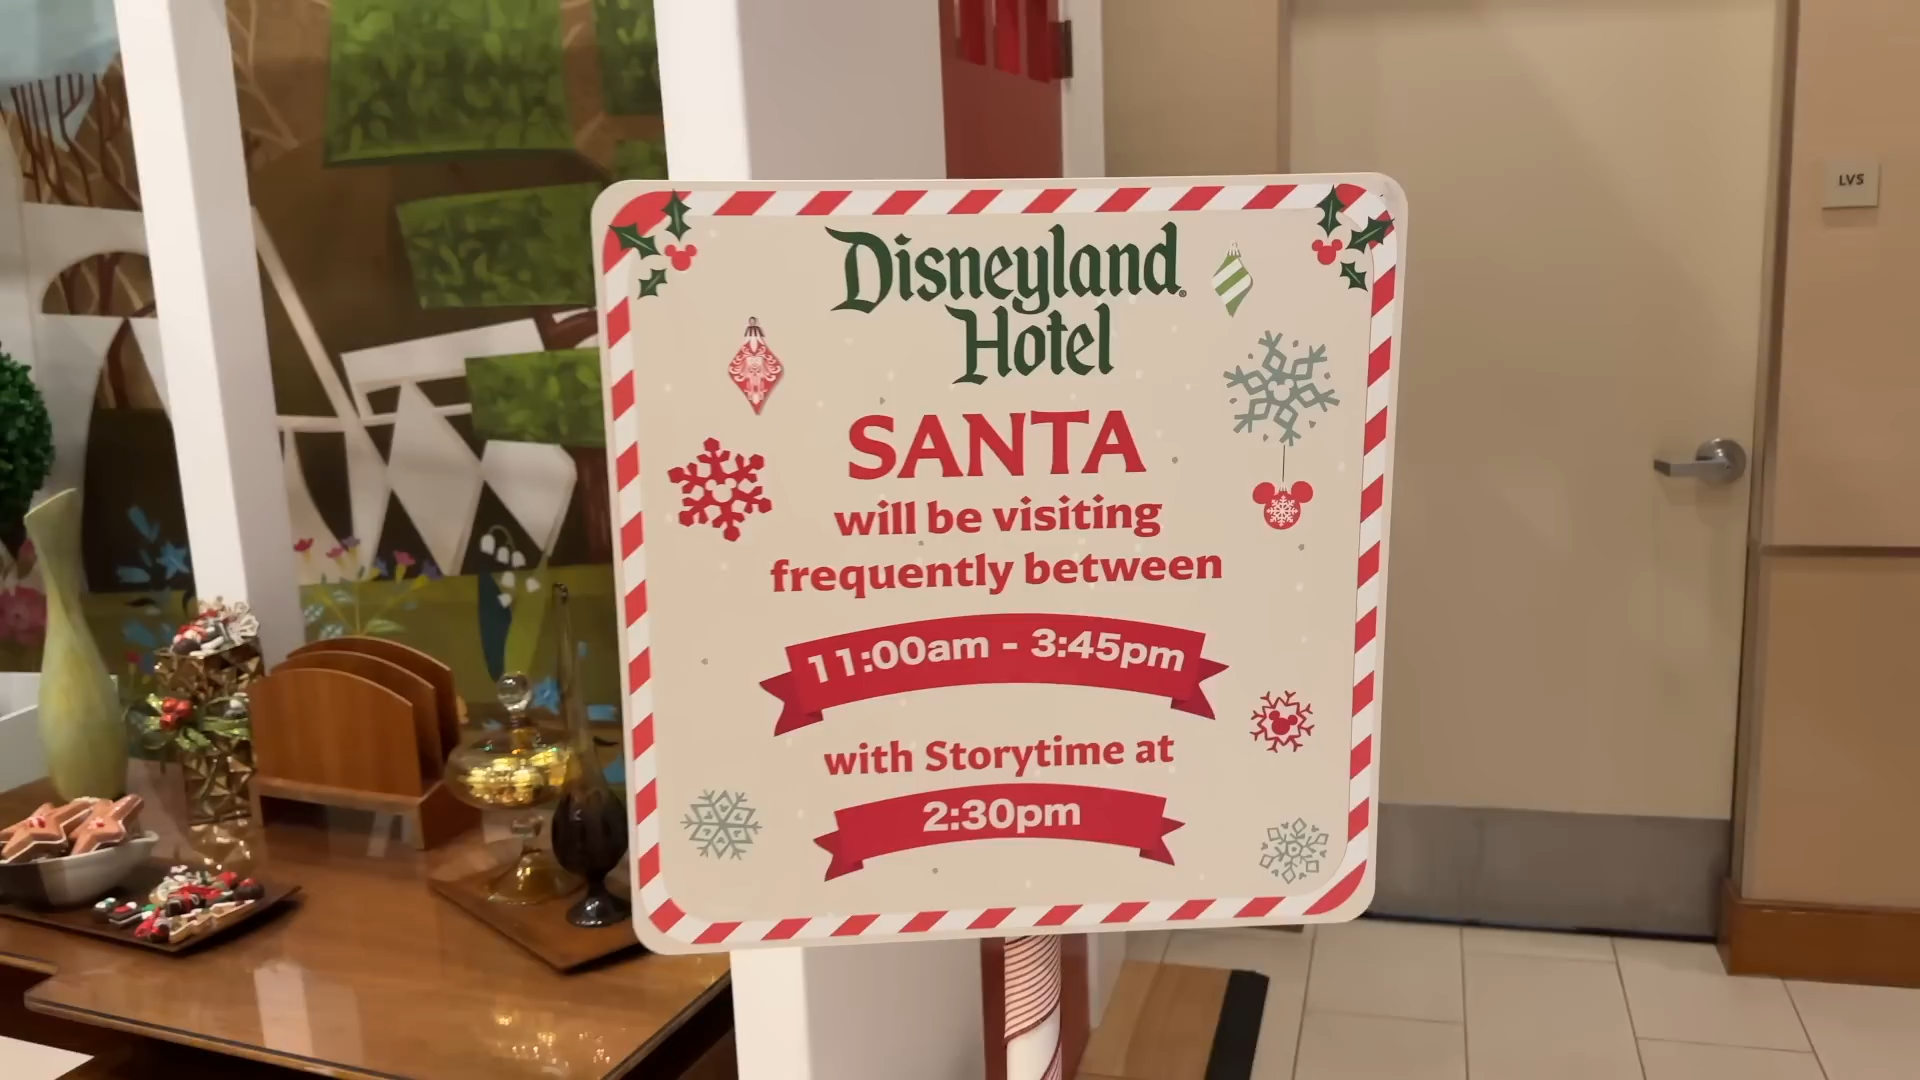 Disneyland
Hotel
SANTA
will be visiting
frequently between
11:00am - 3:45pm
with Storytime at
2:30pm
LVS